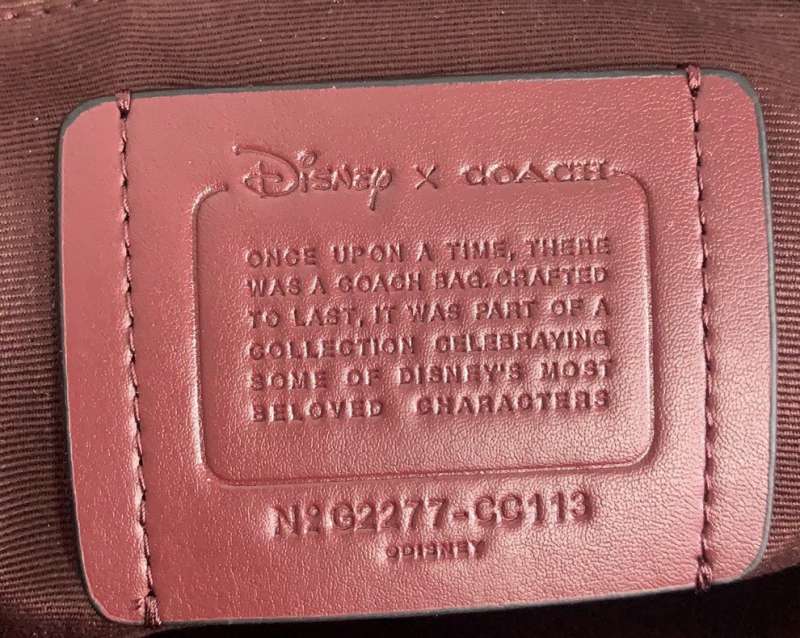 Disney X COACH
ONCE UPON A TIME, THERE
WAS A COACH BAG. CRAFTED
TO LAST, IT WAS PART OF A
COLLECTION CELEBRAYING
SOME OF DISNEY'S MOST
BELOVED CHARACTERS
No G2277-CC113
©DISNEY